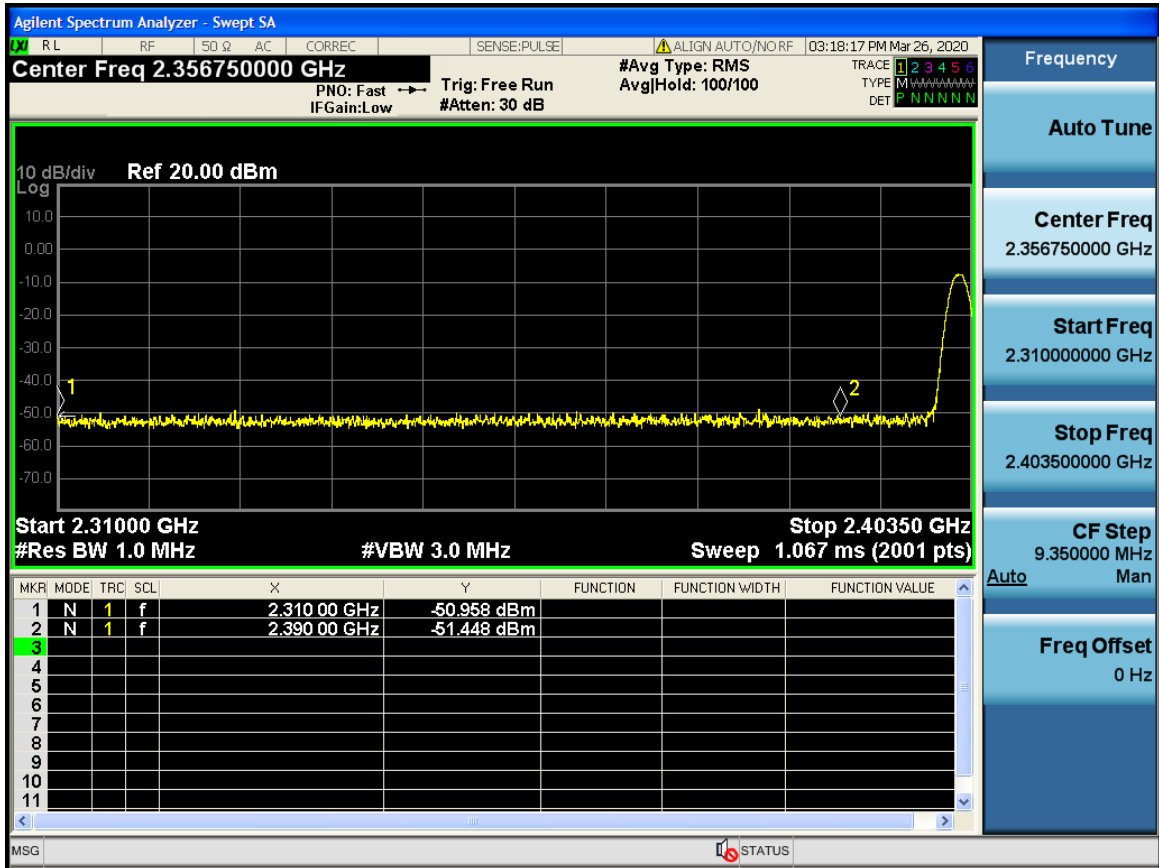 Agilent Spectrum Analyzer - Swept SA
LXI RL RF 50 Ω AC CORREC SENSE:PULSE ALIGN AUTO/NO RF 03:18:17 PM Mar 26, 2020
Center Freq 2.356750000 GHz
PNO: Fast
IFGain:Low
Trig: Free Run
#Atten: 30 dB
#Avg Type: RMS
Avg|Hold: 100/100
TRACE 1 2 3 4 5 6
TYPE M
DET P N N N N N
10 dB/div Ref 20.00 dBm
Log
10.0
0.00
-10.0
-20.0
-30.0
-40.0
-50.0
-60.0
-70.0
1
2
Start 2.31000 GHz Stop 2.40350 GHz
#Res BW 1.0 MHz #VBW 3.0 MHz Sweep 1.067 ms (2001 pts)
MKR MODE TRC SCL X Y FUNCTION FUNCTION WIDTH FUNCTION VALUE
1 N 1 f 2.310 00 GHz -50.958 dBm
2 N 1 f 2.390 00 GHz -51.448 dBm
3
4
5
6
7
8
9
10
11
MSG STATUS
Frequency
Auto Tune
Center Freq
2.356750000 GHz
Start Freq
2.310000000 GHz
Stop Freq
2.403500000 GHz
CF Step
9.350000 MHz
Auto Man
Freq Offset
0 Hz